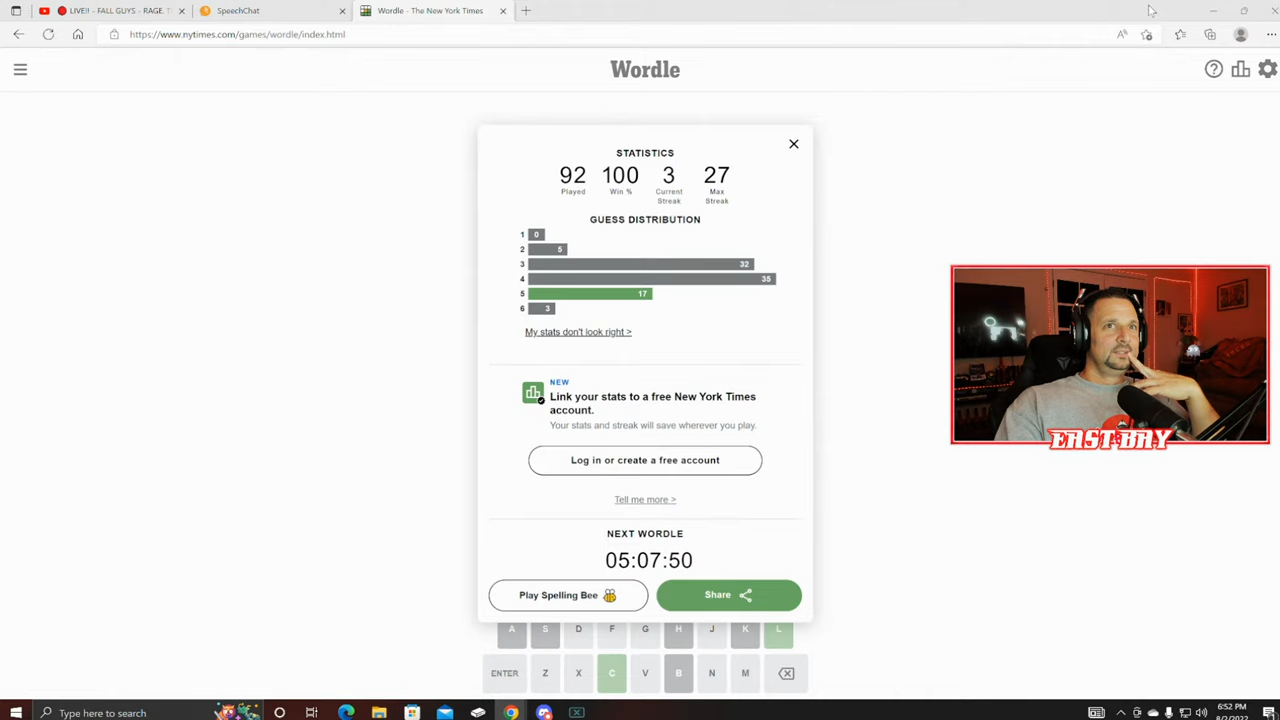 LIVE!! - FALL GUYS - RAGE. T
SpeechChat
Wordle - The New York Times
https://www.nytimes.com/games/wordle/index.html
Wordle
STATISTICS
92 100 3 27
Played Win % Current Streak Max Streak
GUESS DISTRIBUTION
1 0
2 5
3 32
4 35
5 17
6 3
My stats don't look right >
NEW
Link your stats to a free New York Times
account.
Your stats and streak will save wherever you play.
Log in or create a free account
Tell me more >
NEXT WORDLE
05:07:50
Play Spelling Bee
Share
A S D F G H J K L
ENTER Z X C V B N M
EAST BAY
Type here to search
6:52 PM
8/2/2022